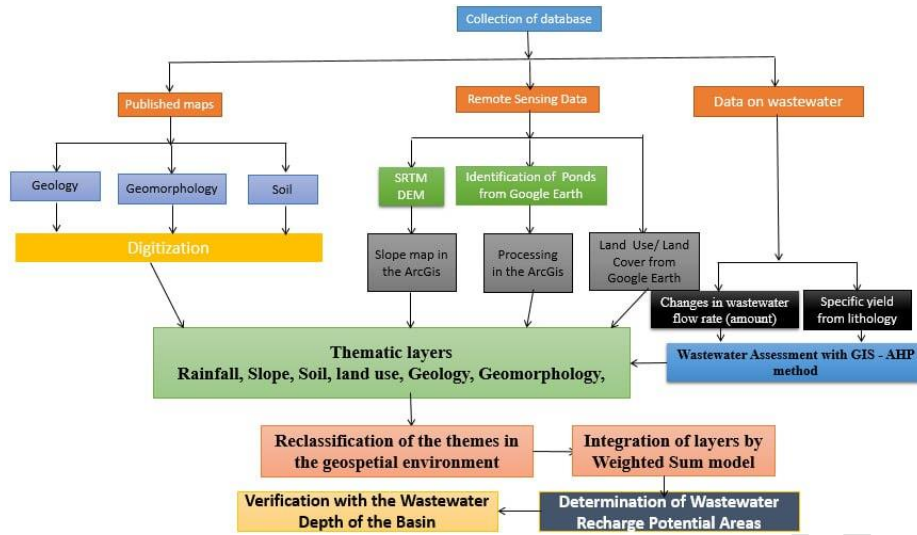 Collection of database
Published maps
Remote Sensing Data
Data on wastewater
Geology
Geomorphology
Soil
SRTM
DEM
Identification of Ponds
from Google Earth
Digitization
Slope map in
the ArcGis
Processing
in the ArcGis
Land Use/ Land
Cover from
Google Earth
Changes in wastewater
flow rate (amount)
Specific yield
from lithology
Thematic layers
Rainfall, Slope, Soil, land use, Geology, Geomorphology,
Wastewater Assessment with GIS - AHP
method
Reclassification of the themes in
the geospetial environment
Integration of layers by
Weighted Sum model
Verification with the Wastewater
Depth of the Basin
Determination of Wastewater
Recharge Potential Areas